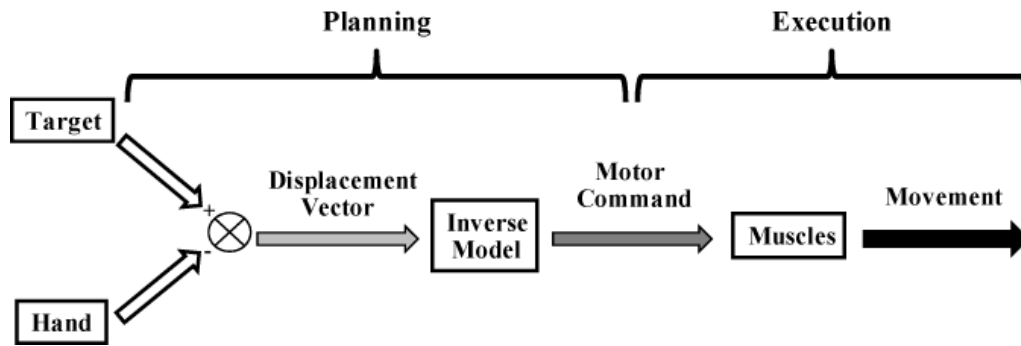 Planning
Execution
Target
Displacement
Vector
Motor
Command
Movement
+
-
Inverse
Model
Muscles
Hand